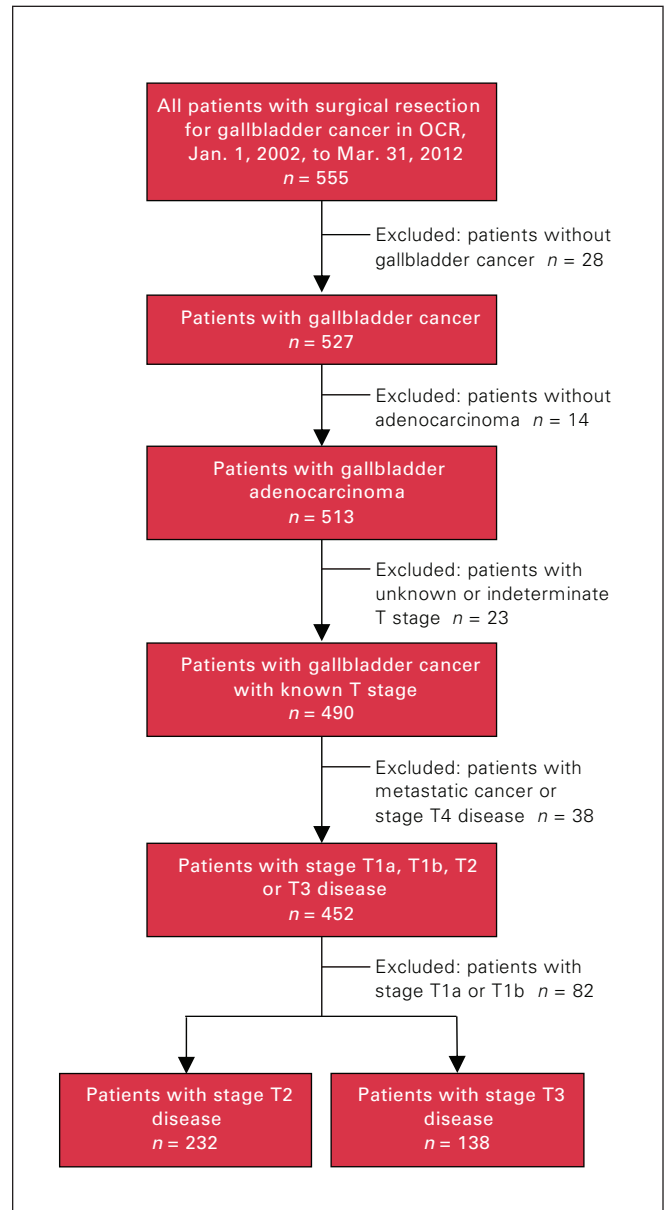 All patients with surgical resection
for gallbladder cancer in OCR,
Jan. 1, 2002, to Mar. 31, 2012
n = 555
Excluded: patients without
gallbladder cancer n = 28
Patients with gallbladder cancer
n = 527
Excluded: patients without
adenocarcinoma n = 14
Patients with gallbladder
adenocarcinoma
n = 513
Excluded: patients with
unknown or indeterminate
T stage n = 23
Patients with gallbladder cancer
with known T stage
n = 490
Excluded: patients with
metastatic cancer or
stage T4 disease n = 38
Patients with stage T1a, T1b, T2
or T3 disease
n = 452
Excluded: patients with
stage T1a or T1b n = 82
Patients with stage T2
disease
n = 232
Patients with stage T3
disease
n = 138